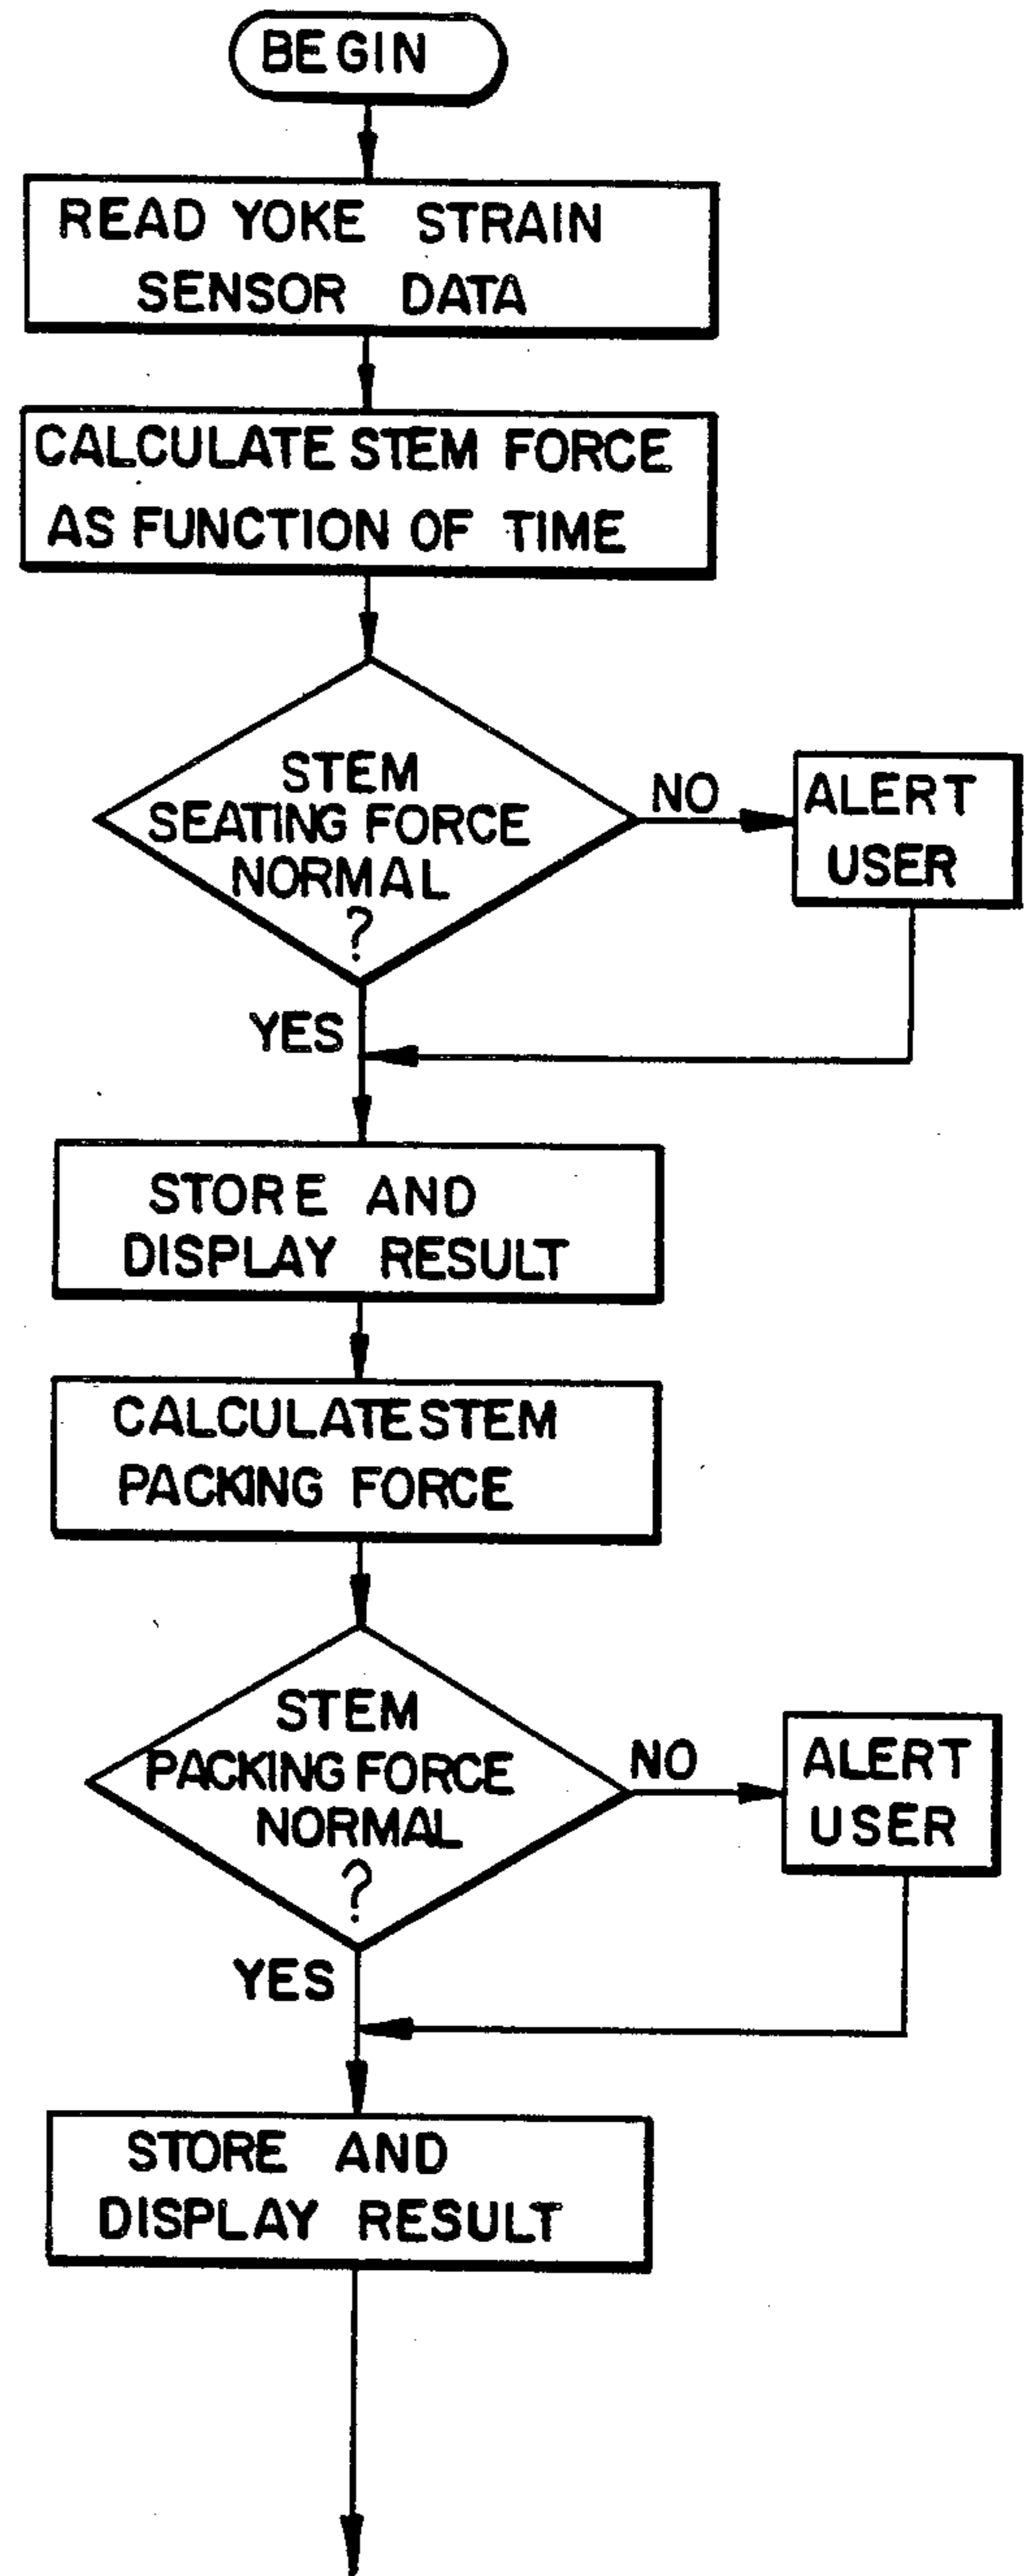 BEGIN
READ YOKE STRAIN
SENSOR DATA
CALCULATE STEM FORCE
AS FUNCTION OF TIME
STEM
SEATING FORCE
NORMAL
?
NO
ALERT
USER
YES
STORE AND
DISPLAY RESULT
CALCULATE STEM
PACKING FORCE
STEM
PACKING FORCE
NORMAL
?
NO
ALERT
USER
YES
STORE AND
DISPLAY RESULT